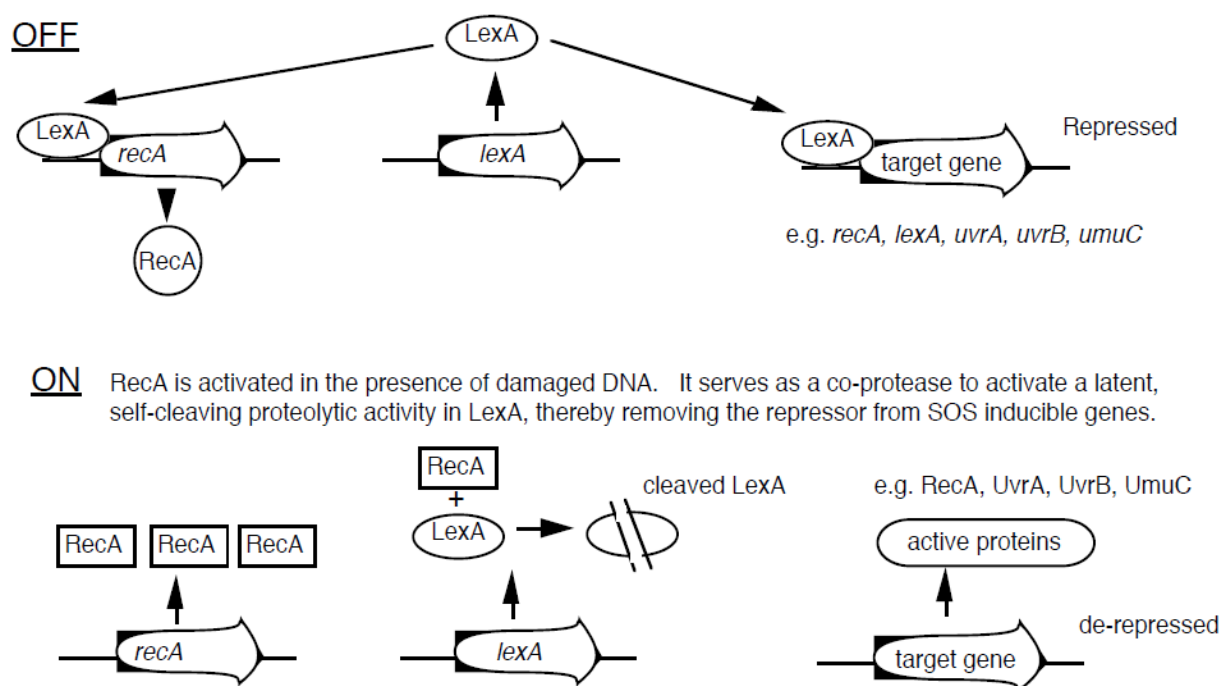 OFF
LexA
LexA
recA
lexA
LexA
target gene
Repressed
RecA
e.g. recA, lexA, uvrA, uvrB, umuC
ON
RecA is activated in the presence of damaged DNA. It serves as a co-protease to activate a latent,
self-cleaving proteolytic activity in LexA, thereby removing the repressor from SOS inducible genes.
RecA
+
LexA
cleaved LexA
e.g. RecA, UvrA, UvrB, UmuC
RecA
RecA
RecA
active proteins
recA
lexA
target gene
de-repressed